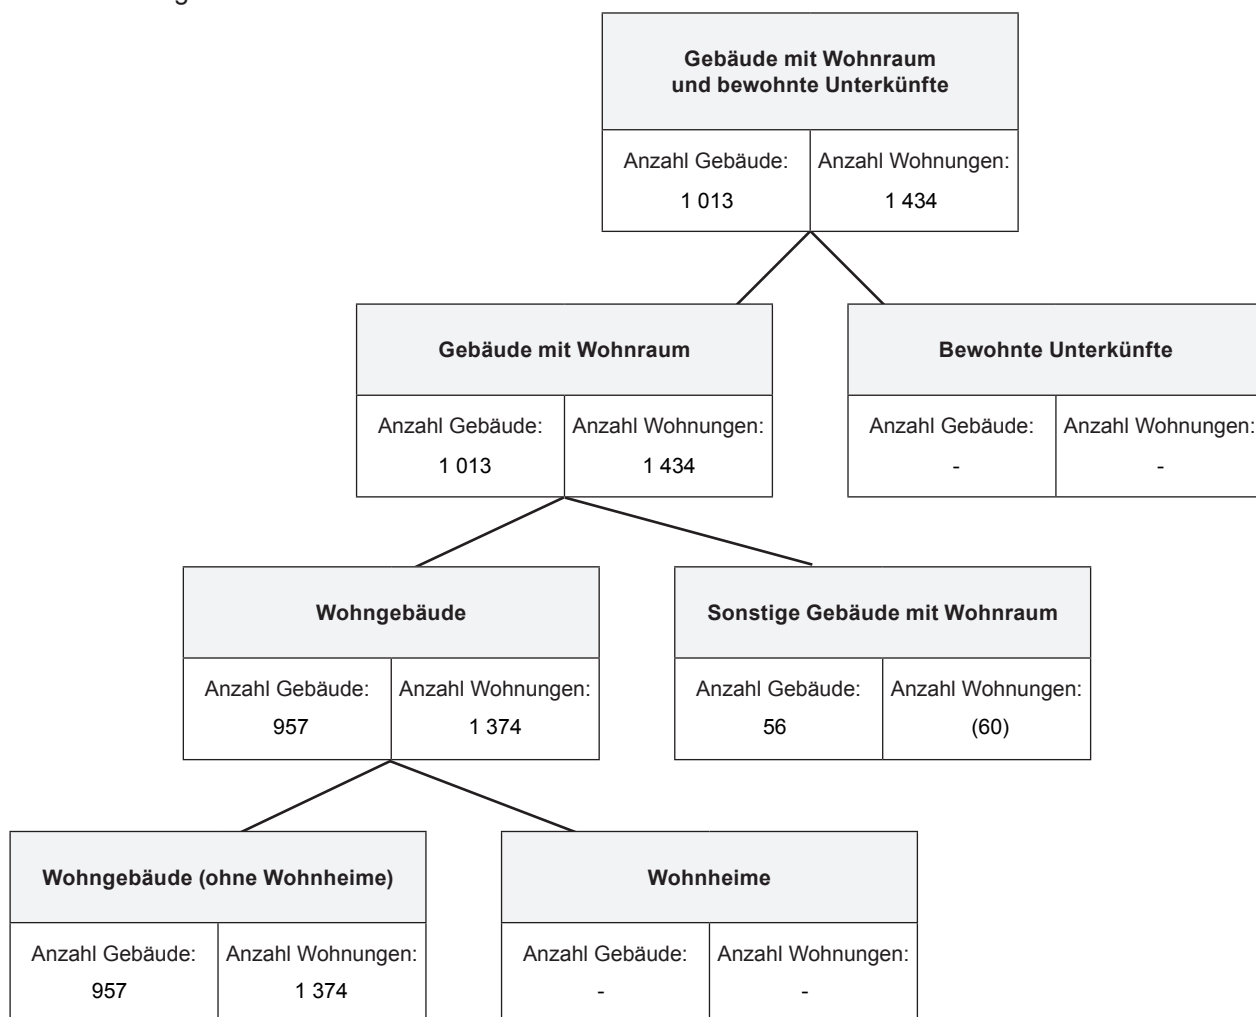 Gebäude mit Wohnraum
und bewohnte Unterkünfte
Anzahl Gebäude: Anzahl Wohnungen:
1 013 1 434
Gebäude mit Wohnraum Bewohnte Unterkünfte
Anzahl Gebäude: Anzahl Wohnungen: Anzahl Gebäude: Anzahl Wohnungen:
1 013 1 434 - -
Wohngebäude Sonstige Gebäude mit Wohnraum
Anzahl Gebäude: Anzahl Wohnungen: Anzahl Gebäude: Anzahl Wohnungen:
957 1 374 56 (60)
Wohngebäude (ohne Wohnheime) Wohnheime
Anzahl Gebäude: Anzahl Wohnungen: Anzahl Gebäude: Anzahl Wohnungen:
957 1 374 - -